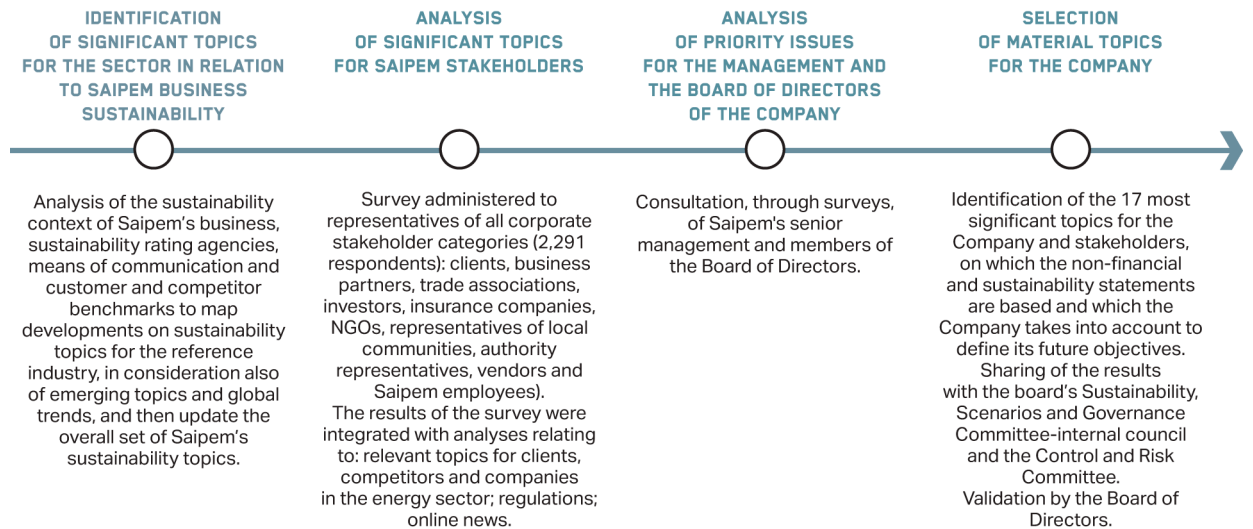 IDENTIFICATION
OF SIGNIFICANT TOPICS
FOR THE SECTOR IN RELATION
TO SAIPEM BUSINESS
SUSTAINABILITY
Analysis of the sustainability
context of Saipem’s business,
sustainability rating agencies,
means of communication and
customer and competitor
benchmarks to map
developments on sustainability
topics for the reference
industry, in consideration also
of emerging topics and global
trends, and then update the
overall set of Saipem’s
sustainability topics.
ANALYSIS
OF SIGNIFICANT TOPICS
FOR SAIPEM STAKEHOLDERS
Survey administered to
representatives of all corporate
stakeholder categories (2,291
respondents): clients, business
partners, trade associations,
investors, insurance companies,
NGOs, representatives of local
communities, authority
representatives, vendors and
Saipem employees).
The results of the survey were
integrated with analyses relating
to: relevant topics for clients,
competitors and companies
in the energy sector; regulations;
online news.
ANALYSIS
OF PRIORITY ISSUES
FOR THE MANAGEMENT AND
THE BOARD OF DIRECTORS
OF THE COMPANY
Consultation, through surveys,
of Saipem's senior
management and members of
the Board of Directors.
SELECTION
OF MATERIAL TOPICS
FOR THE COMPANY
Identification of the 17 most
significant topics for the
Company and stakeholders,
on which the non-financial
and sustainability statements
are based and which the
Company takes into account to
define its future objectives.
Sharing of the results
with the board’s Sustainability,
Scenarios and Governance
Committee-internal council
and the Control and Risk
Committee.
Validation by the Board of
Directors.